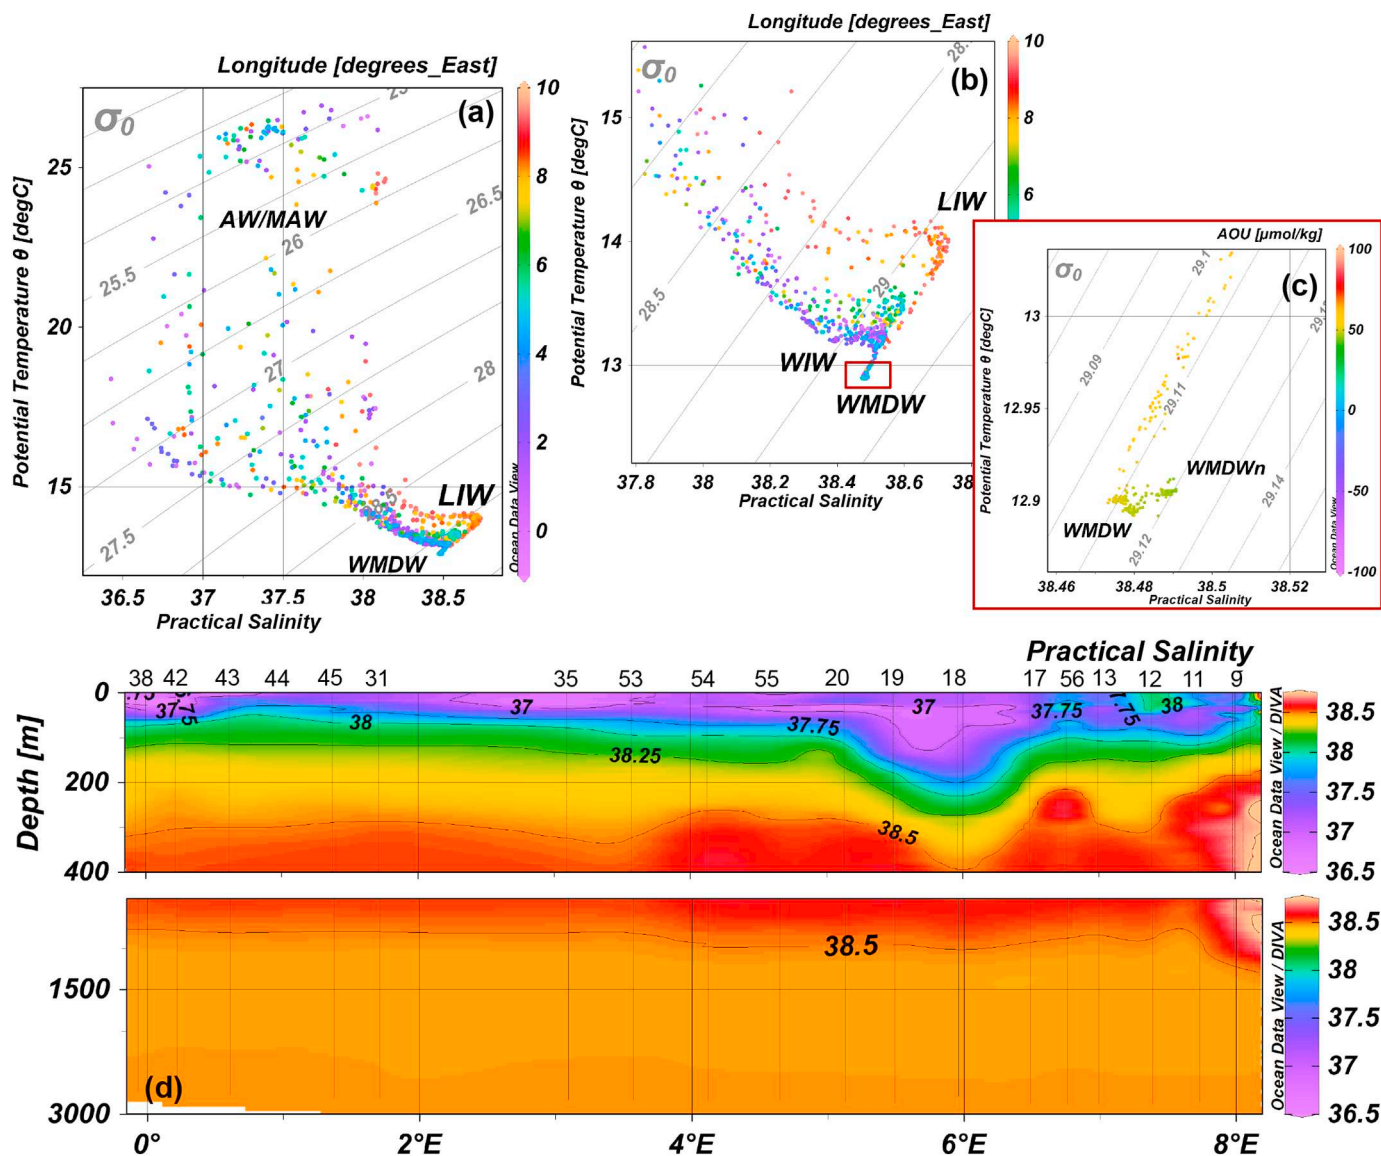 Longitude [degrees_East]
(a)
σ0
25
26.5
AW/MAW
26
25.5
27
28
28.5
27.5
LIW
WMDW
25
20
15
Potential Temperature θ [degC]
36.5 37 37.5 38 38.5
Practical Salinity
10
8
6
4
2
0
Ocean Data View
Longitude [degrees_East]
(b)
σ0
28.5
29
LIW
WIW
WMDW
15
14
13
Potential Temperature θ [degC]
37.8 38 38.2 38.4 38.6 38
Practical Salinity
10
8
6
AOU [µmol/kg]
(c)
σ0
29.1
29.09
29.11
29.14
29.12
WMDWn
WMDW
13
12.95
12.9
Potential Temperature θ [degC]
38.46 38.48 38.5 38.52
Practical Salinity
100
50
0
-50
-100
Ocean Data View
Practical Salinity
38 42 43 44 45 31 35 53 54 55 20 19 18 17 56 13 12 11 9
.75
37
37
37
37.75
38
38
37.75
38.25
38.5
0
200
400
Depth [m]
38.5
38
37.5
37
36.5
Ocean Data View / DIVA
38.5
(d)
1500
3000
0° 2°E 4°E 6°E 8°E
38.5
38
37.5
37
36.5
Ocean Data View / DIVA